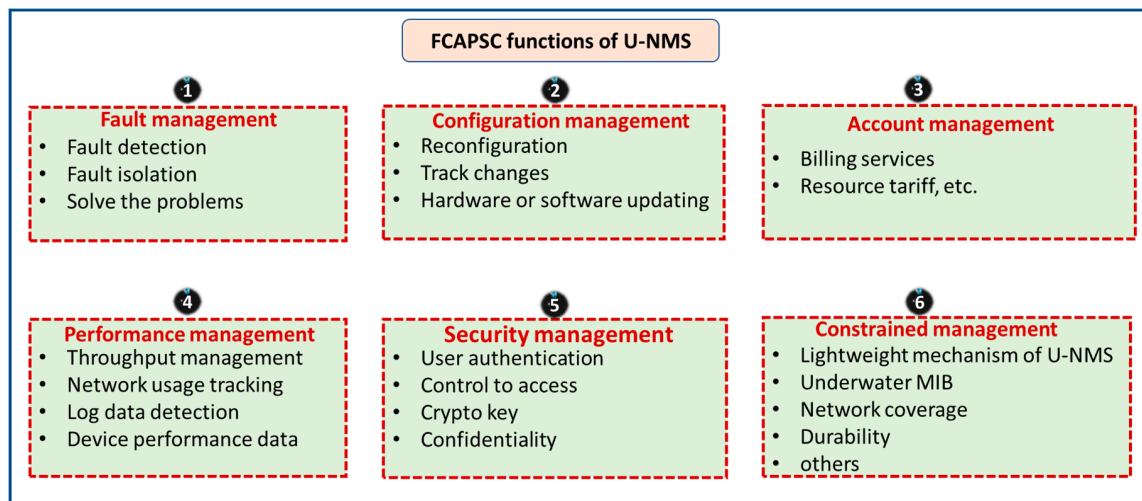 FCAPSC functions of U-NMS
1
Fault management
• Fault detection
• Fault isolation
• Solve the problems
2
Configuration management
• Reconfiguration
• Track changes
• Hardware or software updating
3
Account management
• Billing services
• Resource tariff, etc.
4
Performance management
• Throughput management
• Network usage tracking
• Log data detection
• Device performance data
5
Security management
• User authentication
• Control to access
• Crypto key
• Confidentiality
6
Constrained management
• Lightweight mechanism of U-NMS
• Underwater MIB
• Network coverage
• Durability
• others